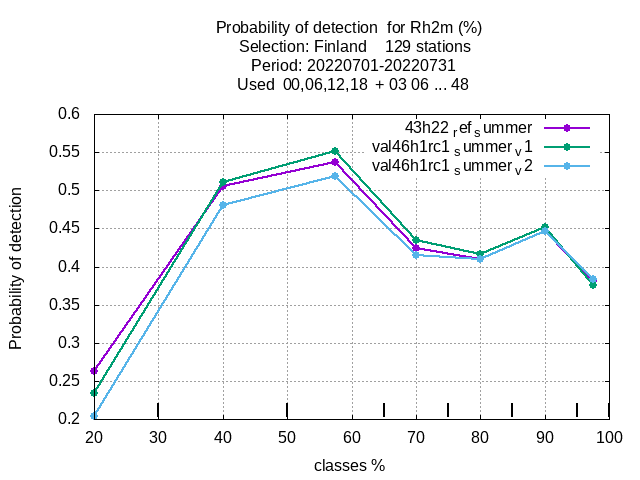 Probability of detection for Rh2m (%)
Selection: Finland 129 stations
Period: 20220701-20220731
Used 00,06,12,18 + 03 06 ... 48
43h22_ref_summer
val46h1rc1_summer_v1
val46h1rc1_summer_v2
Probability of detection
0.6
0.55
0.5
0.45
0.4
0.35
0.3
0.25
0.2
20 30 40 50 60 70 80 90 100
classes %